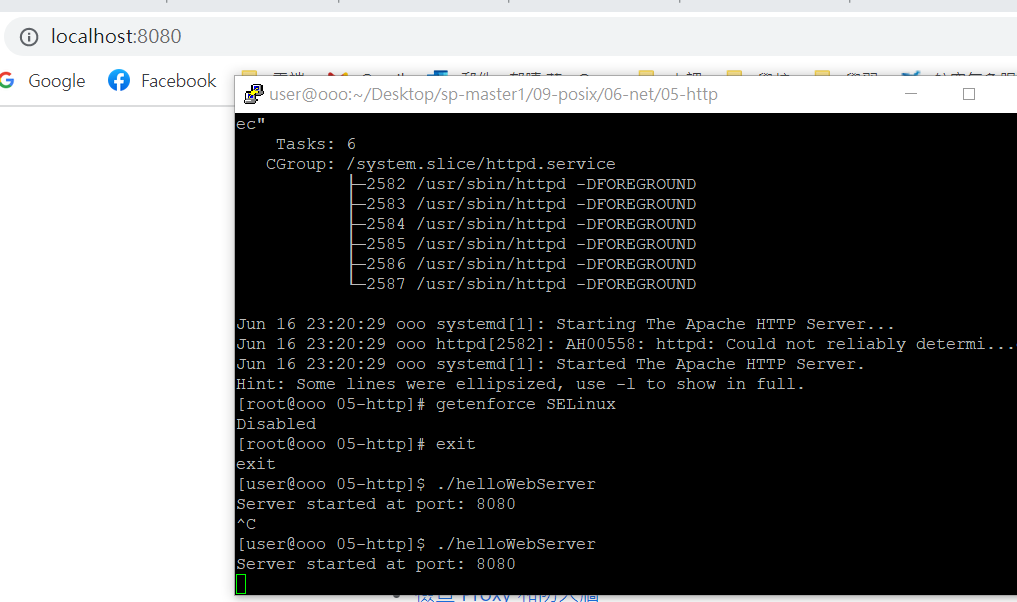 localhost:8080
Google Facebook
user@ooo:~/Desktop/sp-master1/09-posix/06-net/05-http
ec"
Tasks: 6
CGroup: /system.slice/httpd.service
├─2582 /usr/sbin/httpd -DFOREGROUND
├─2583 /usr/sbin/httpd -DFOREGROUND
├─2584 /usr/sbin/httpd -DFOREGROUND
├─2585 /usr/sbin/httpd -DFOREGROUND
├─2586 /usr/sbin/httpd -DFOREGROUND
└─2587 /usr/sbin/httpd -DFOREGROUND
Jun 16 23:20:29 ooo systemd[1]: Starting The Apache HTTP Server...
Jun 16 23:20:29 ooo httpd[2582]: AH00558: httpd: Could not reliably determi...
Jun 16 23:20:29 ooo systemd[1]: Started The Apache HTTP Server.
Hint: Some lines were ellipsized, use -l to show in full.
[root@ooo 05-http]# getenforce SELinux
Disabled
[root@ooo 05-http]# exit
exit
[user@ooo 05-http]$ ./helloWebServer
Server started at port: 8080
^C
[user@ooo 05-http]$ ./helloWebServer
Server started at port: 8080